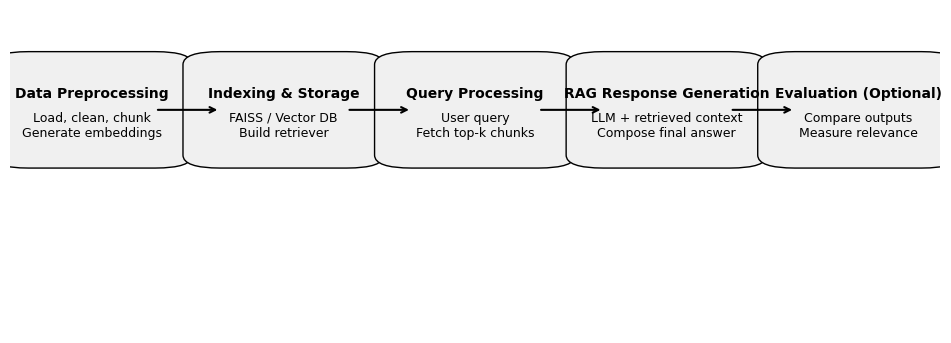 Data Preprocessing
Load, clean, chunk
Generate embeddings
Indexing & Storage
FAISS / Vector DB
Build retriever
Query Processing
User query
Fetch top-k chunks
RAG Response Generation
LLM + retrieved context
Compose final answer
Evaluation (Optional)
Compare outputs
Measure relevance